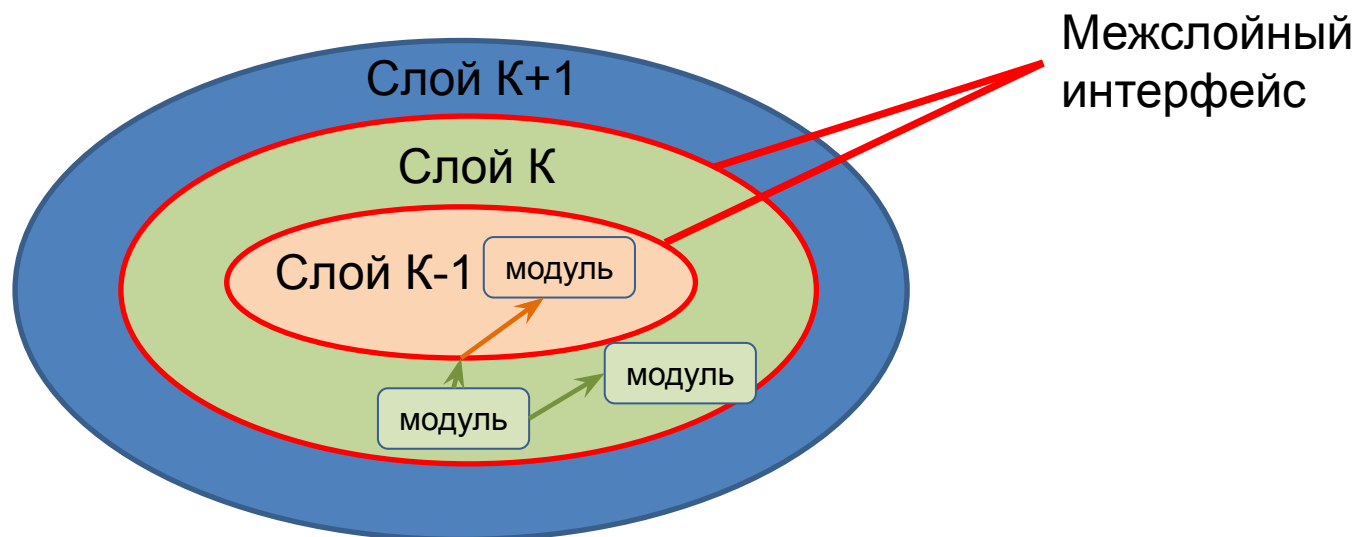 Межслойный
интерфейс
Слой К+1
Слой К
Слой К-1
модуль
модуль
модуль